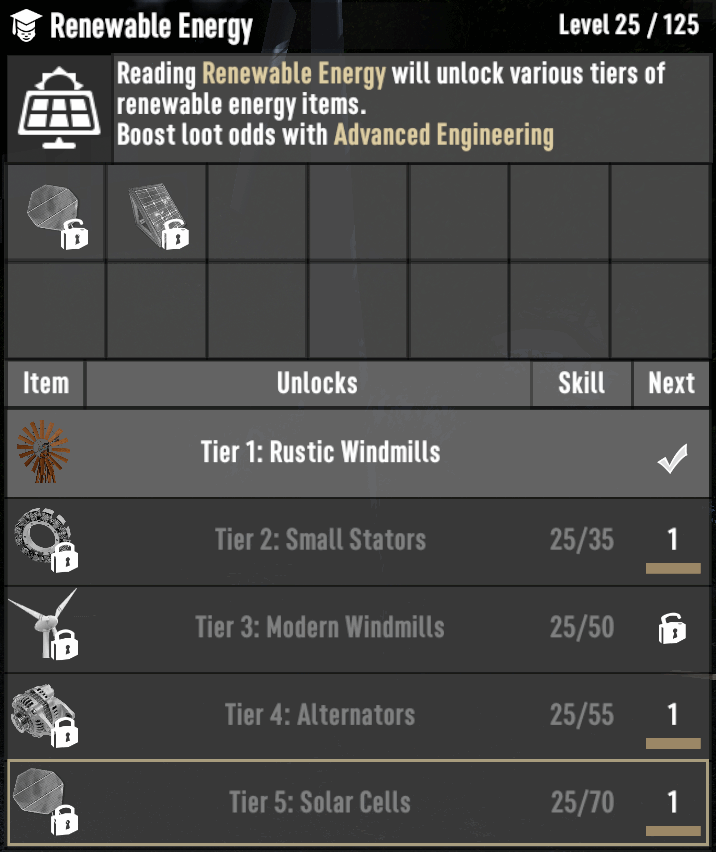 Renewable Energy
Level 25 / 125
Reading Renewable Energy will unlock various tiers of
renewable energy items.
Boost loot odds with Advanced Engineering
Item Unlocks Skill Next
Tier 1: Rustic Windmills
Tier 2: Small Stators 25/35 1
Tier 3: Modern Windmills 25/50
Tier 4: Alternators 25/55 1
Tier 5: Solar Cells 25/70 1